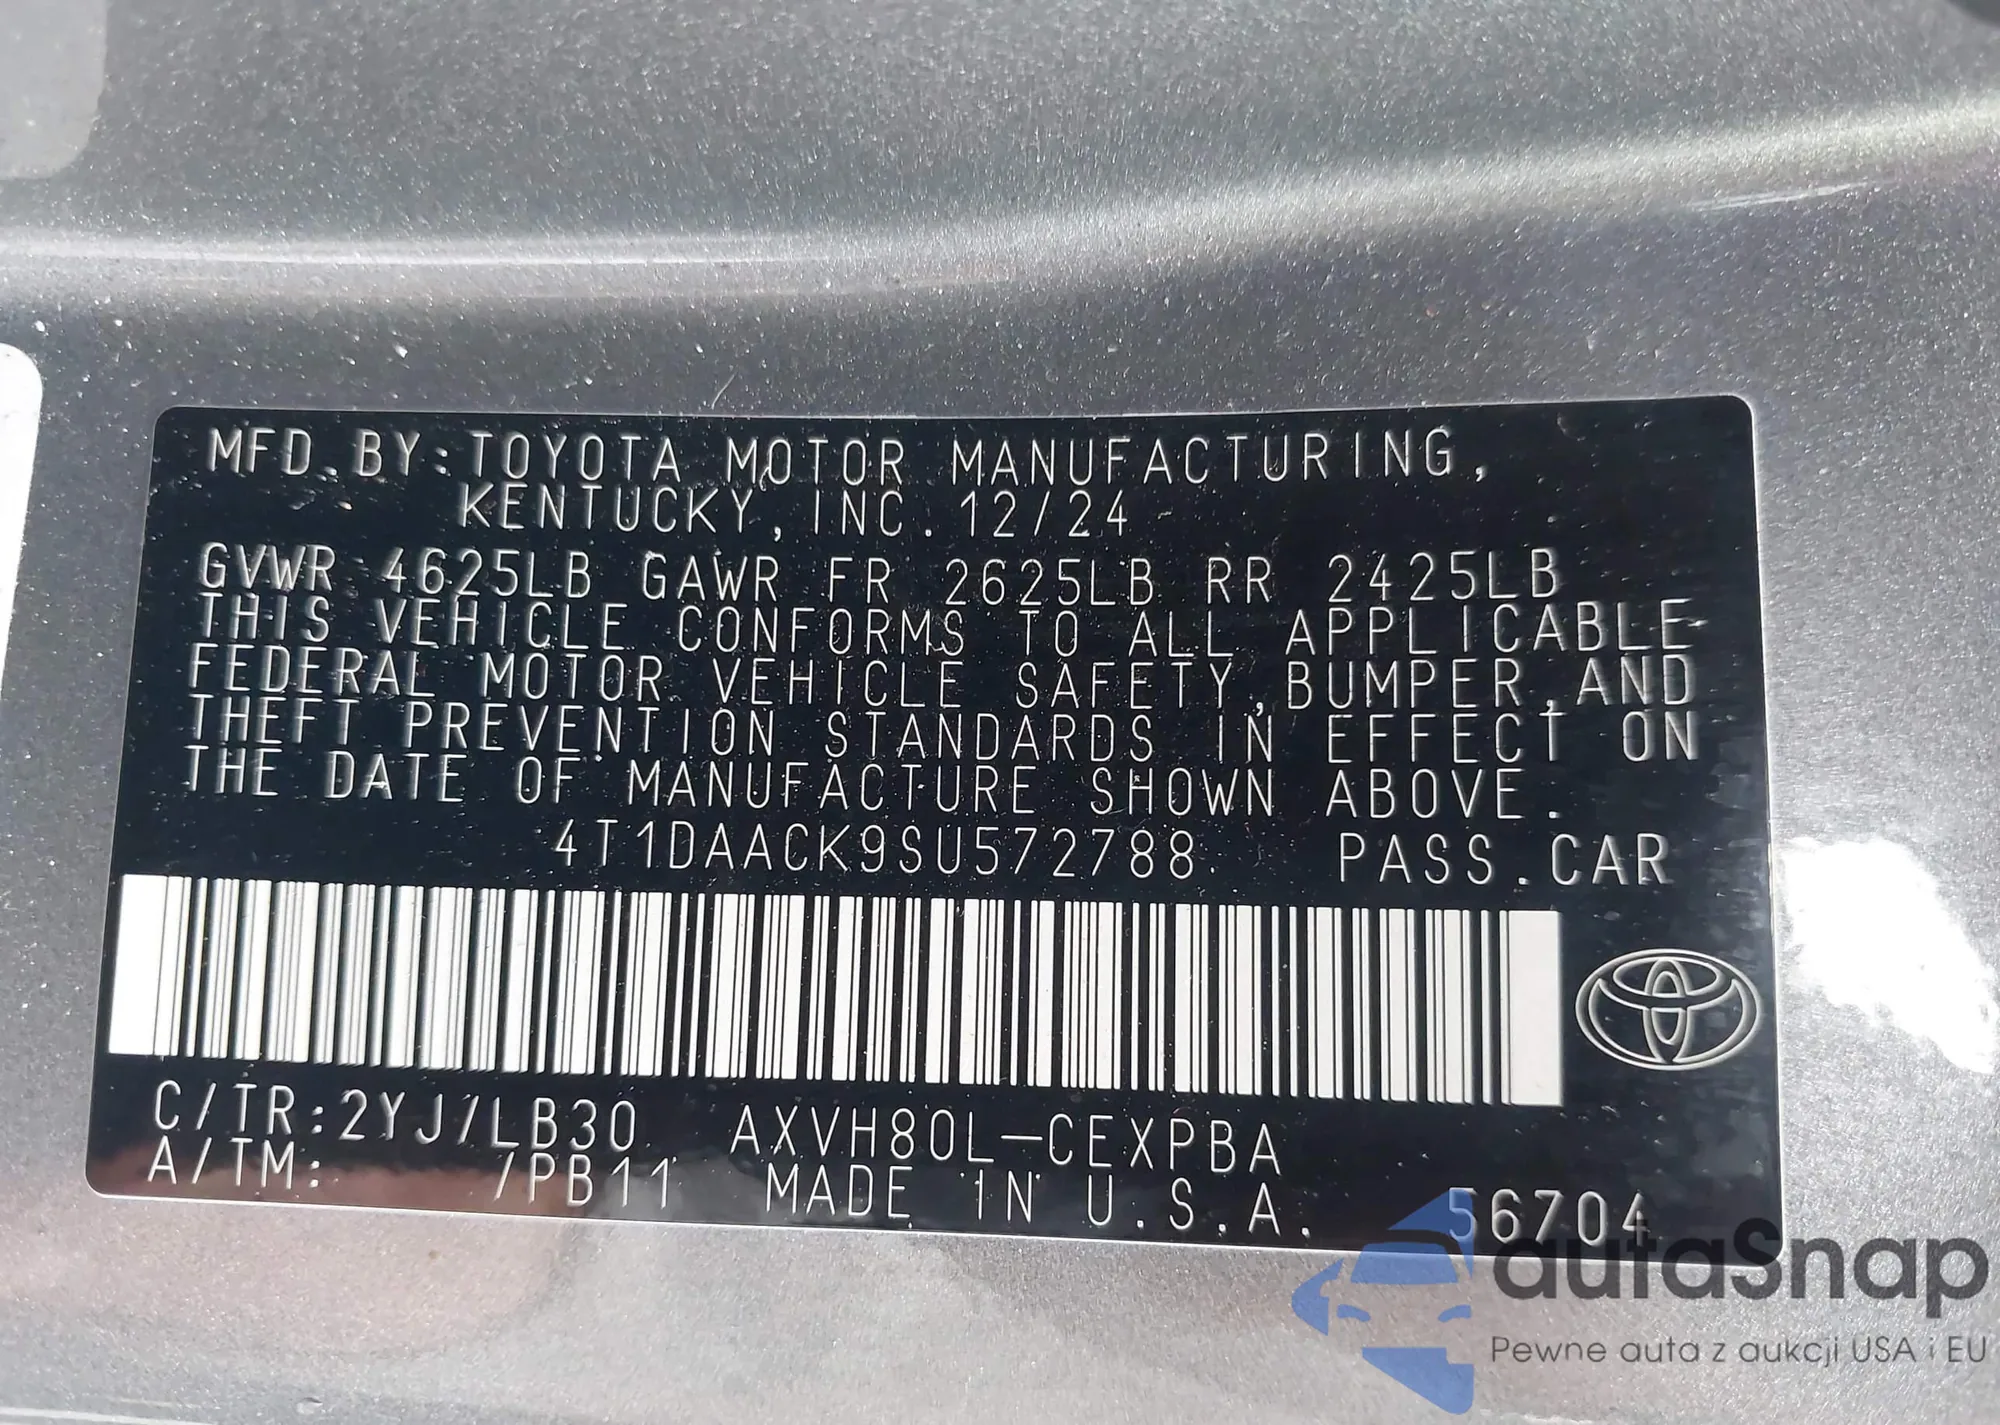 MFD.BY:TOYOTA MOTOR MANUFACTURING,
KENTUCKY, INC. 12/24
GVWR 4625LB GAWR FR 2625LB RR 2425LB
THIS VEHICLE CONFORMS TO ALL APPLICABLE
FEDERAL MOTOR VEHICLE SAFETY,BUMPER,AND
THEFT PREVENTION STANDARDS IN EFFECT ON
THE DATE OF MANUFACTURE SHOWN ABOVE.
4T1DAACK9SU572788 PASS.CAR
C/TR:2YJ/LB30 AXVH80L-CEXPBA
A/TM: /PB11 MADE IN U.S.A. 56704
autaSnap
Pewne auta z aukcji USA i EU